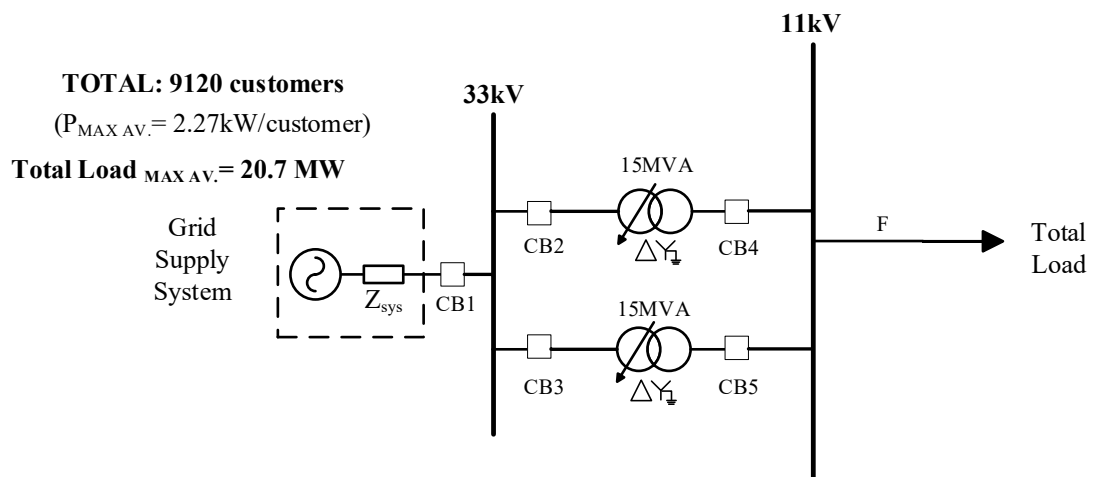 11kV
TOTAL: 9120 customers
33kV
(PMAX AV.= 2.27kW/customer)
Total Load MAX AV.= 20.7 MW
15MVA
Grid
Supply
System
CB2
CB4
F
Total
Load
Zsys
CB1
15MVA
CB3
CB5